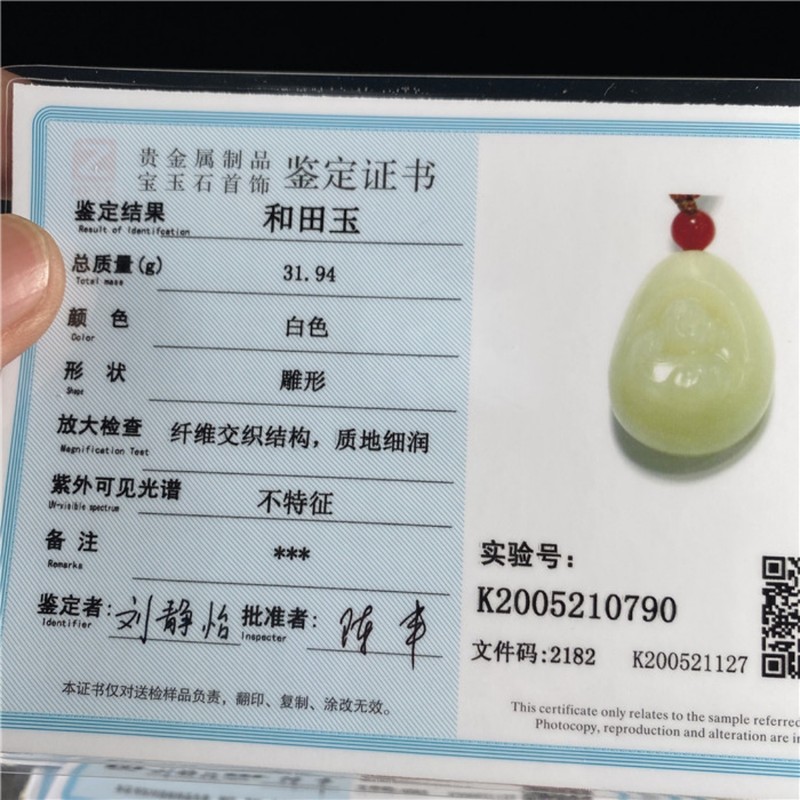 贵金属制品
宝玉石首饰 鉴定证书
鉴定结果 和田玉
Result of Identifcation
总质量(g) 31.94
Total mass
颜色 白色
Color
形状 雕形
Shape
放大检查 纤维交织结构，质地细润
Magnification Test
紫外可见光谱 不特征
UV-visible spectrum
备注 ***
Remarks
鉴定者: 刘静怡 批准者: 陈丰
Identifier Inspecter
本证书仅对送检样品负责，翻印、复制、涂改无效。
实验号：
K2005210790
文件码:2182 K200521127
This certificate only relates to the sample referred
Photocopy, reproduction and alteration are in